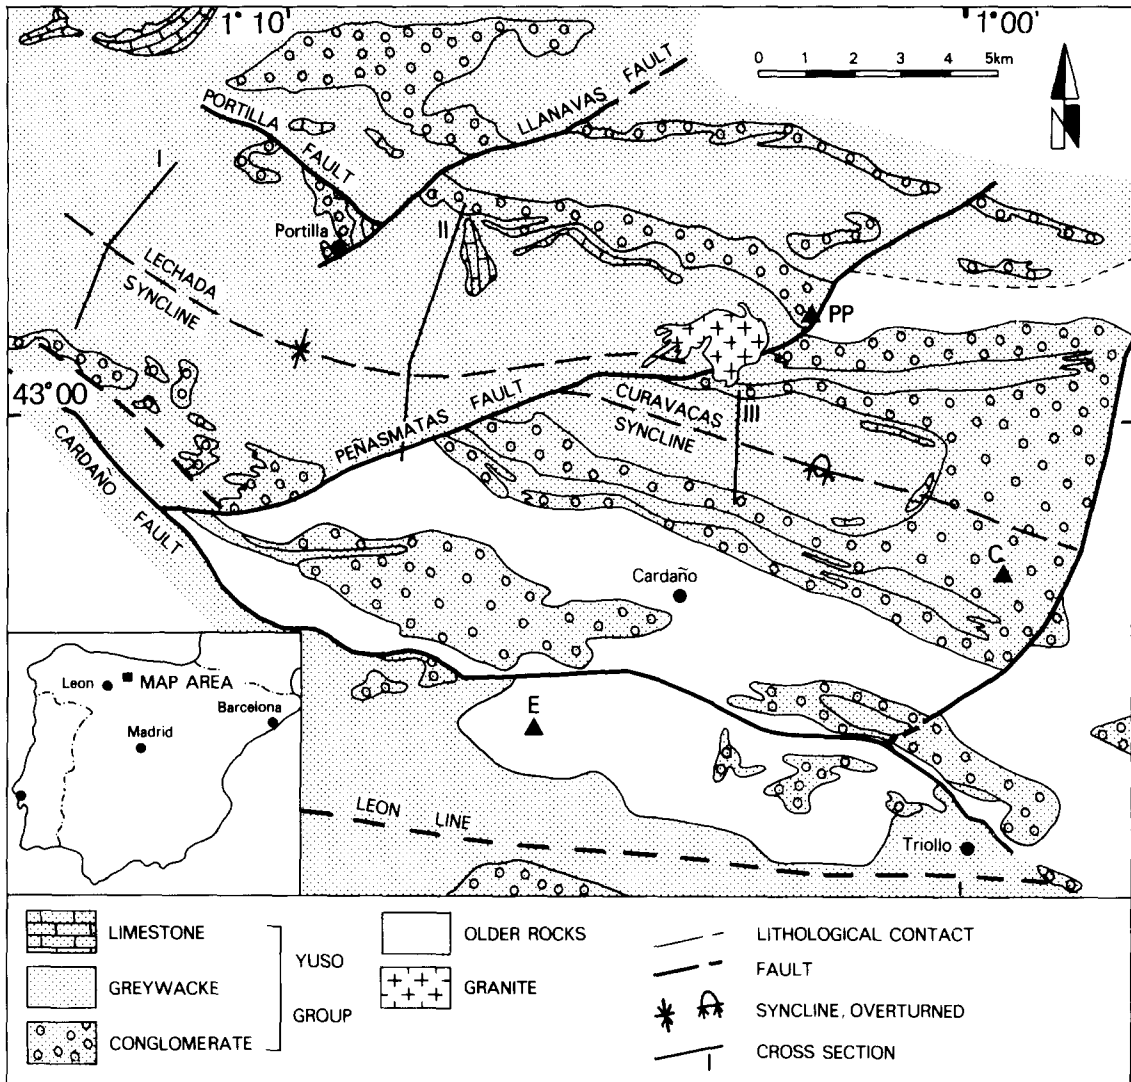 1° 10'
1° 00'
0 1 2 3 4 5km
PORTILLA FAULT
LLANAVAS FAULT
I
Portilla
II
LECHADA
SYNCLINE
PP
43° 00
PEÑASMATAS FAULT
CURAVACAS
SYNCLINE
III
CARDAÑO
FAULT
C
Cardaño
E
Leon
MAP AREA
Barcelona
Madrid
LEON LINE
Triollo
LIMESTONE
GREYWACKE
CONGLOMERATE
YUSO
GROUP
OLDER ROCKS
GRANITE
LITHOLOGICAL CONTACT
FAULT
SYNCLINE, OVERTURNED
CROSS SECTION
I